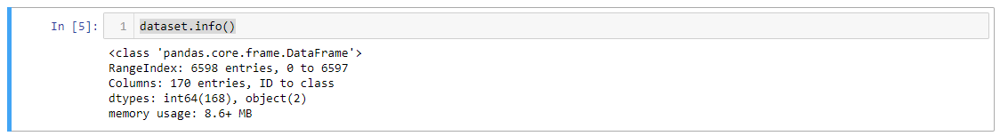 In [5]: 1 dataset.info()
<class 'pandas.core.frame.DataFrame'>
RangeIndex: 6598 entries, 0 to 6597
Columns: 170 entries, ID to class
dtypes: int64(168), object(2)
memory usage: 8.6+ MB